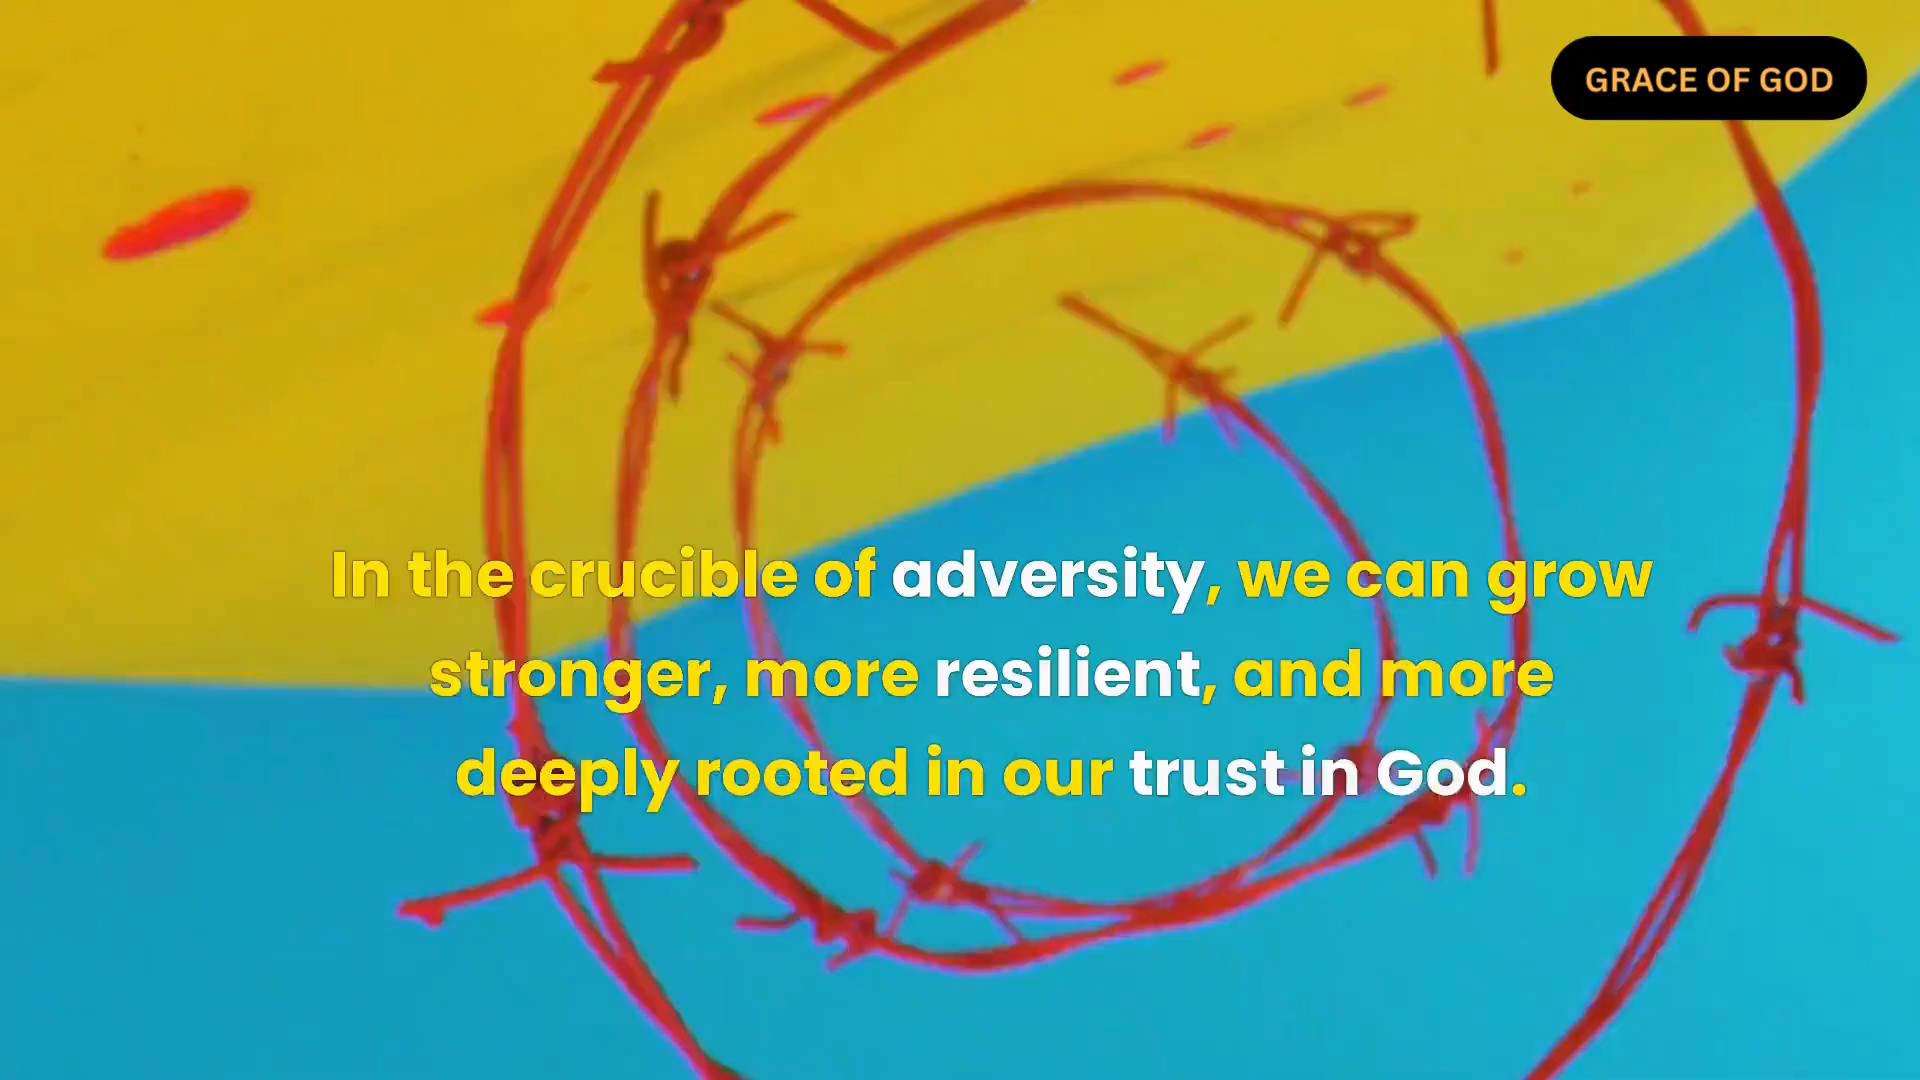 GRACE OF GOD
In the crucible of adversity, we can grow
stronger, more resilient, and more
deeply rooted in our trust in God.